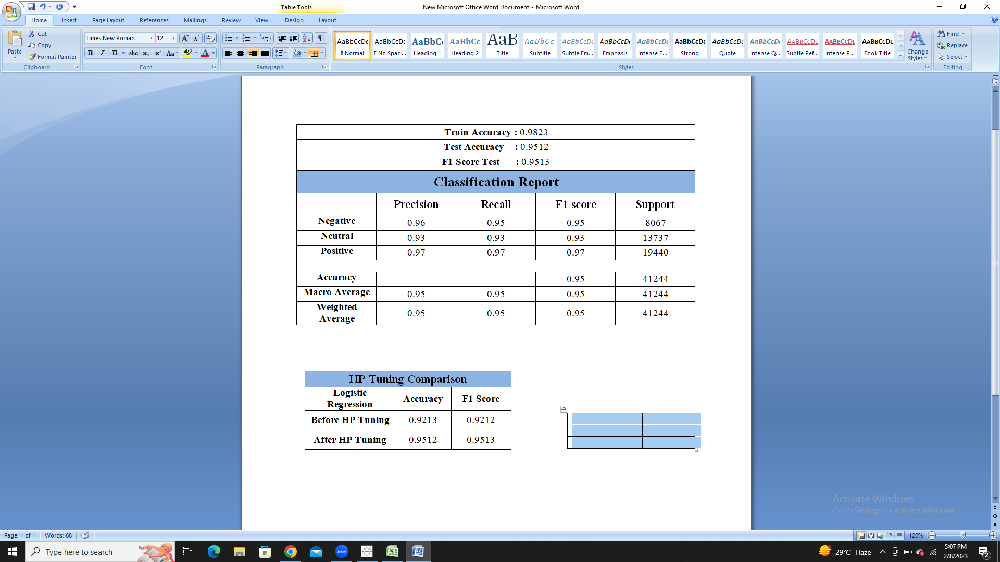 New Microsoft Office Word Document - Microsoft Word
Table Tools
Home Insert Page Layout References Mailings Review View Design Layout
Paste
Cut
Copy
Format Painter
Clipboard
Times New Roman 12
Font
Paragraph
AaBbCcDc AaBbCcDc AaBbC AaBbCc AaB AaBbCc. AaBbCcDc AaBbCcDc AaBbCcDc AaBbCcDc AaBbCcDc AaBbCcDc AABBCCDE AABBCCDE AABBCCDE
¶ Normal ¶ No Spaci... Heading 1 Heading 2 Title Subtitle Subtle Em... Emphasis Intense E... Strong Quote Intense Q... Subtle Ref... Intense R... Book Title
Change Styles
Styles
Find
Replace
Select
Editing
Train Accuracy : 0.9823
Test Accuracy : 0.9512
F1 Score Test : 0.9513
Classification Report
Precision Recall F1 score Support
Negative 0.96 0.95 0.95 8067
Neutral 0.93 0.93 0.93 13737
Positive 0.97 0.97 0.97 19440
Accuracy 0.95 41244
Macro Average 0.95 0.95 0.95 41244
Weighted Average 0.95 0.95 0.95 41244
HP Tuning Comparison
Logistic Regression Accuracy F1 Score
Before HP Tuning 0.9213 0.9212
After HP Tuning 0.9512 0.9513
Activate Windows
Go to Settings to activate Windows.
Page: 1 of 1 Words: 68
120%
Type here to search
zoom
29°C Haze
5:07 PM
2/8/2023
2